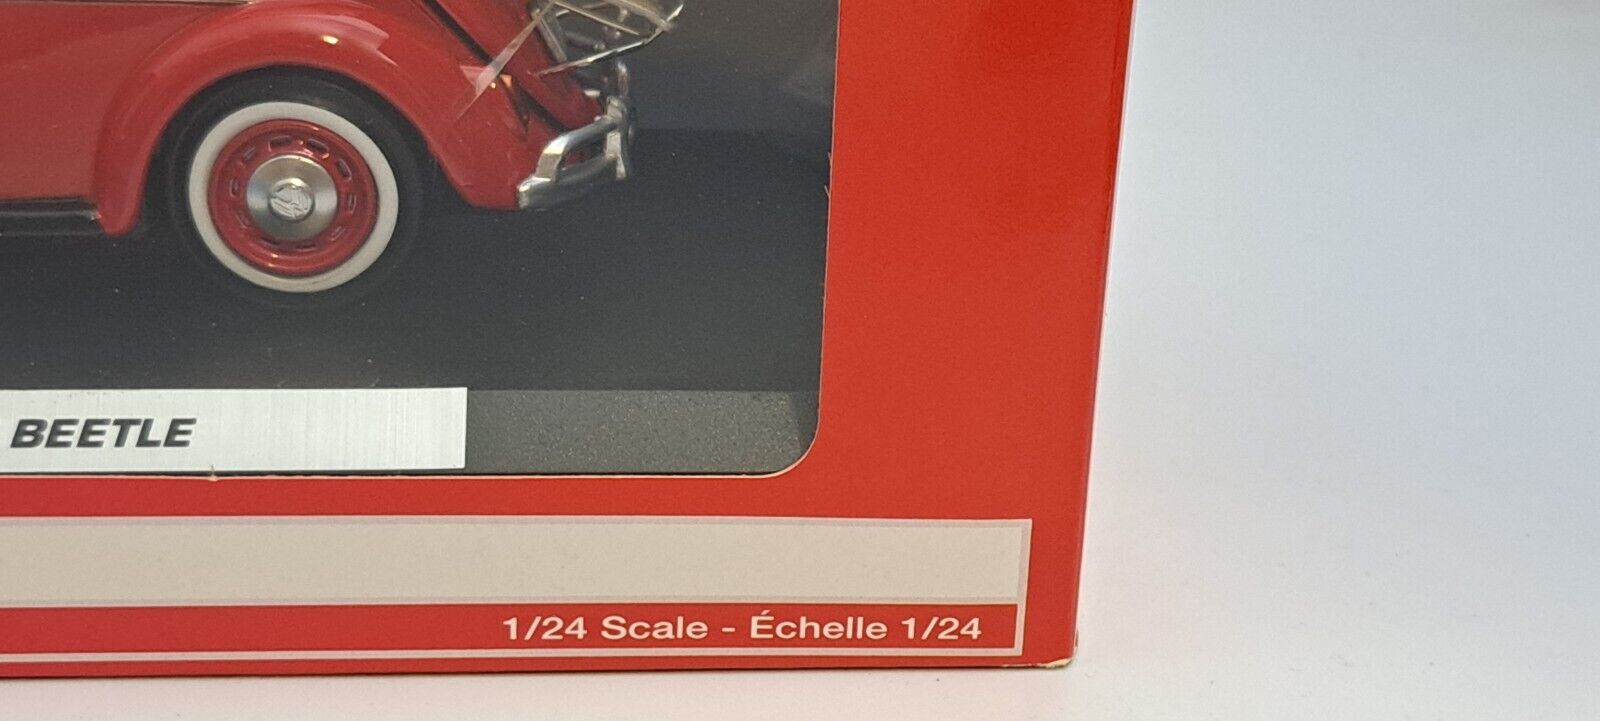 BEETLE
1/24 Scale - Échelle 1/24